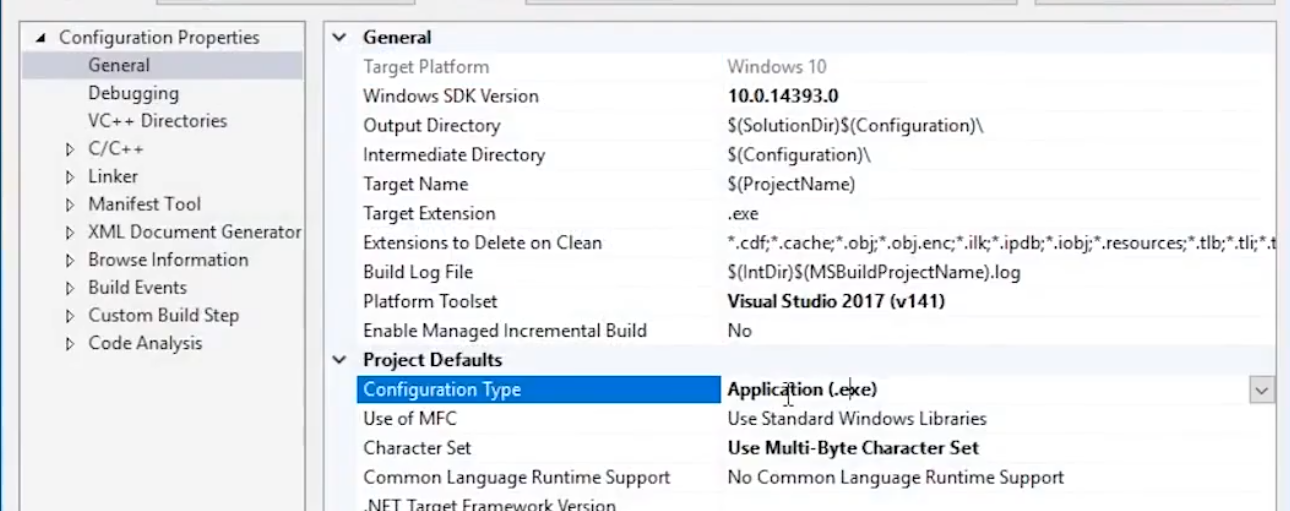 Configuration Properties
General
Debugging
VC++ Directories
C/C++
Linker
Manifest Tool
XML Document Generator
Browse Information
Build Events
Custom Build Step
Code Analysis
General
Target Platform Windows 10
Windows SDK Version 10.0.14393.0
Output Directory $(SolutionDir)$(Configuration)\
Intermediate Directory $(Configuration)\
Target Name $(ProjectName)
Target Extension .exe
Extensions to Delete on Clean *.cdf;*.cache;*.obj;*.obj.enc;*.ilk;*.ipdb;*.iobj;*.resources;*.tlb;*.tli;*.t
Build Log File $(IntDir)$(MSBuildProjectName).log
Platform Toolset Visual Studio 2017 (v141)
Enable Managed Incremental Build No
Project Defaults
Configuration Type Application (.exe)
Use of MFC Use Standard Windows Libraries
Character Set Use Multi-Byte Character Set
Common Language Runtime Support No Common Language Runtime Support
.NET Target Framework Version